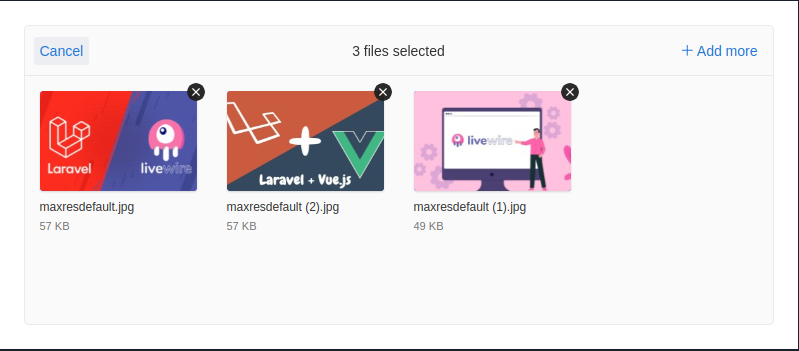 Cancel
3 files selected
+ Add more
Laravel
livewire
Laravel + Vue.js
livewire
maxresdefault.jpg
maxresdefault (2).jpg
maxresdefault (1).jpg
57 KB
57 KB
49 KB